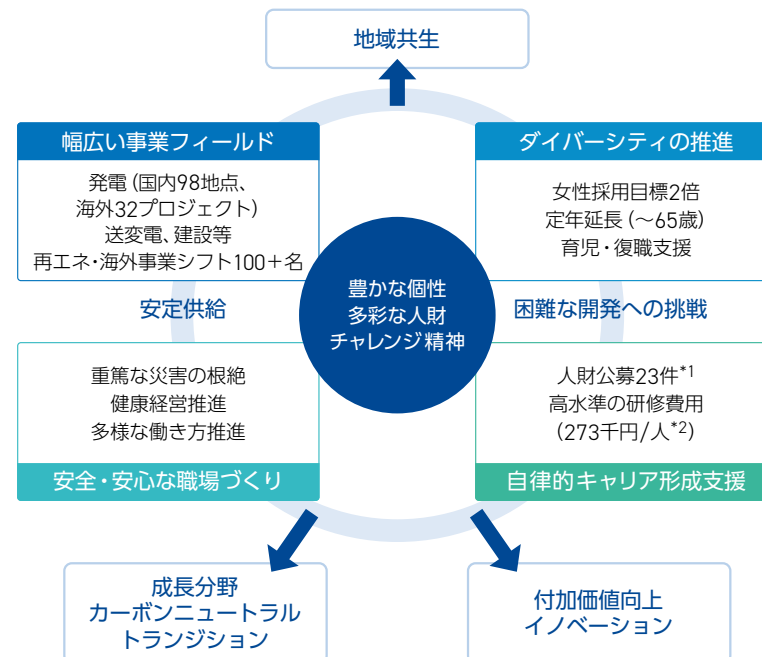 地域共生
幅広い事業フィールド
発電（国内98地点、
海外32プロジェクト）
送変電、建設等
再エネ・海外事業シフト100＋名
ダイバーシティの推進
女性採用目標2倍
定年延長（～65歳）
育児・復職支援
安定供給
豊かな個性
多彩な人財
チャレンジ精神
困難な開発への挑戦
重篤な災害の根絶
健康経営推進
多様な働き方推進
安全・安心な職場づくり
人財公募23件*1
高水準の研修費用
（273千円/人*2）
自律的キャリア形成支援
成長分野
カーボンニュートラル
トランジション
付加価値向上
イノベーション